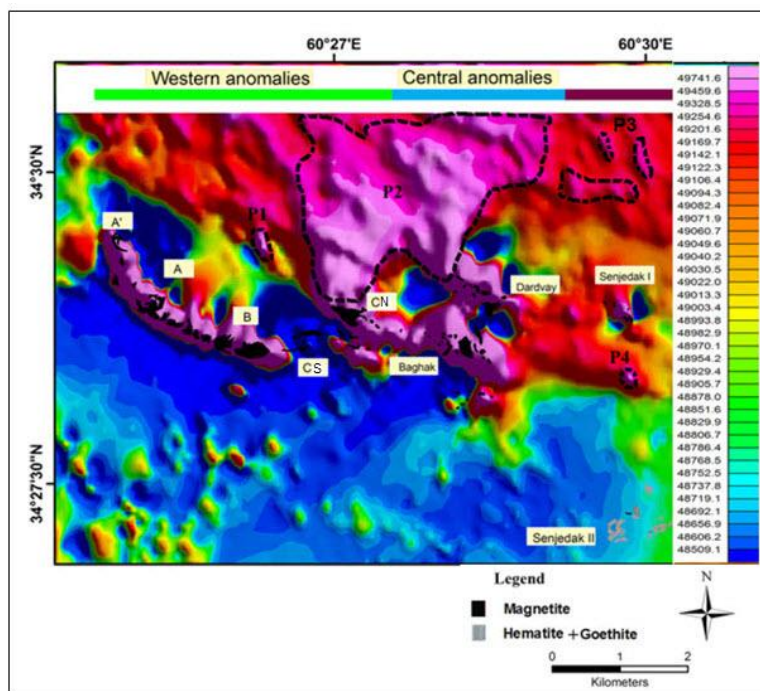 60°27'E
60°30'E
Western anomalies
Central anomalies
34°30'N
34°27'30"N
P3
P2
P1
A'
A
B
CN
CS
Baghak
Dardvay
Senjedak I
P4
Senjedak II
49741.6
49459.6
49328.5
49254.6
49201.6
49169.7
49142.1
49122.3
49106.4
49094.3
49082.4
49071.9
49060.7
49049.6
49040.2
49030.5
49022.0
49013.3
49003.4
48993.8
48982.9
48970.1
48954.2
48929.4
48905.7
48878.0
48851.6
48829.9
48806.7
48786.4
48768.5
48752.5
48737.8
48719.1
48692.1
48656.9
48606.2
48509.1
Legend
Magnetite
Hematite +Goethite
N
0 1 2
Kilometers